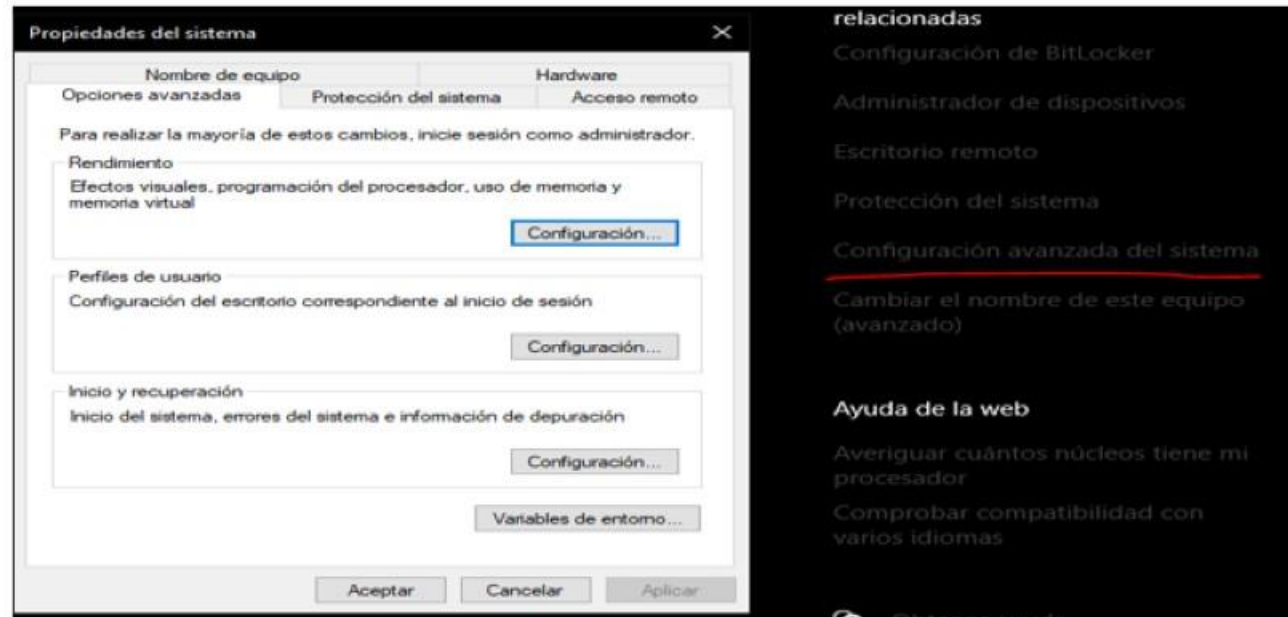 Propiedades del sistema
Nombre de equipo
Hardware
Opciones avanzadas
Protección del sistema
Acceso remoto
Para realizar la mayoría de estos cambios, inicie sesión como administrador.
Rendimiento
Efectos visuales, programación del procesador, uso de memoria y
memoria virtual
Configuración...
Perfiles de usuario
Configuración del escritorio correspondiente al inicio de sesión
Configuración...
Inicio y recuperación
Inicio del sistema, errores del sistema e información de depuración
Configuración...
Variables de entorno...
Aceptar
Cancelar
Aplicar
relacionadas
Configuración de BitLocker
Administrador de dispositivos
Escritorio remoto
Protección del sistema
Configuración avanzada del sistema
Cambiar el nombre de este equipo
(avanzado)
Ayuda de la web
Averiguar cuántos núcleos tiene mi
procesador
Comprobar compatibilidad con
varios idiomas